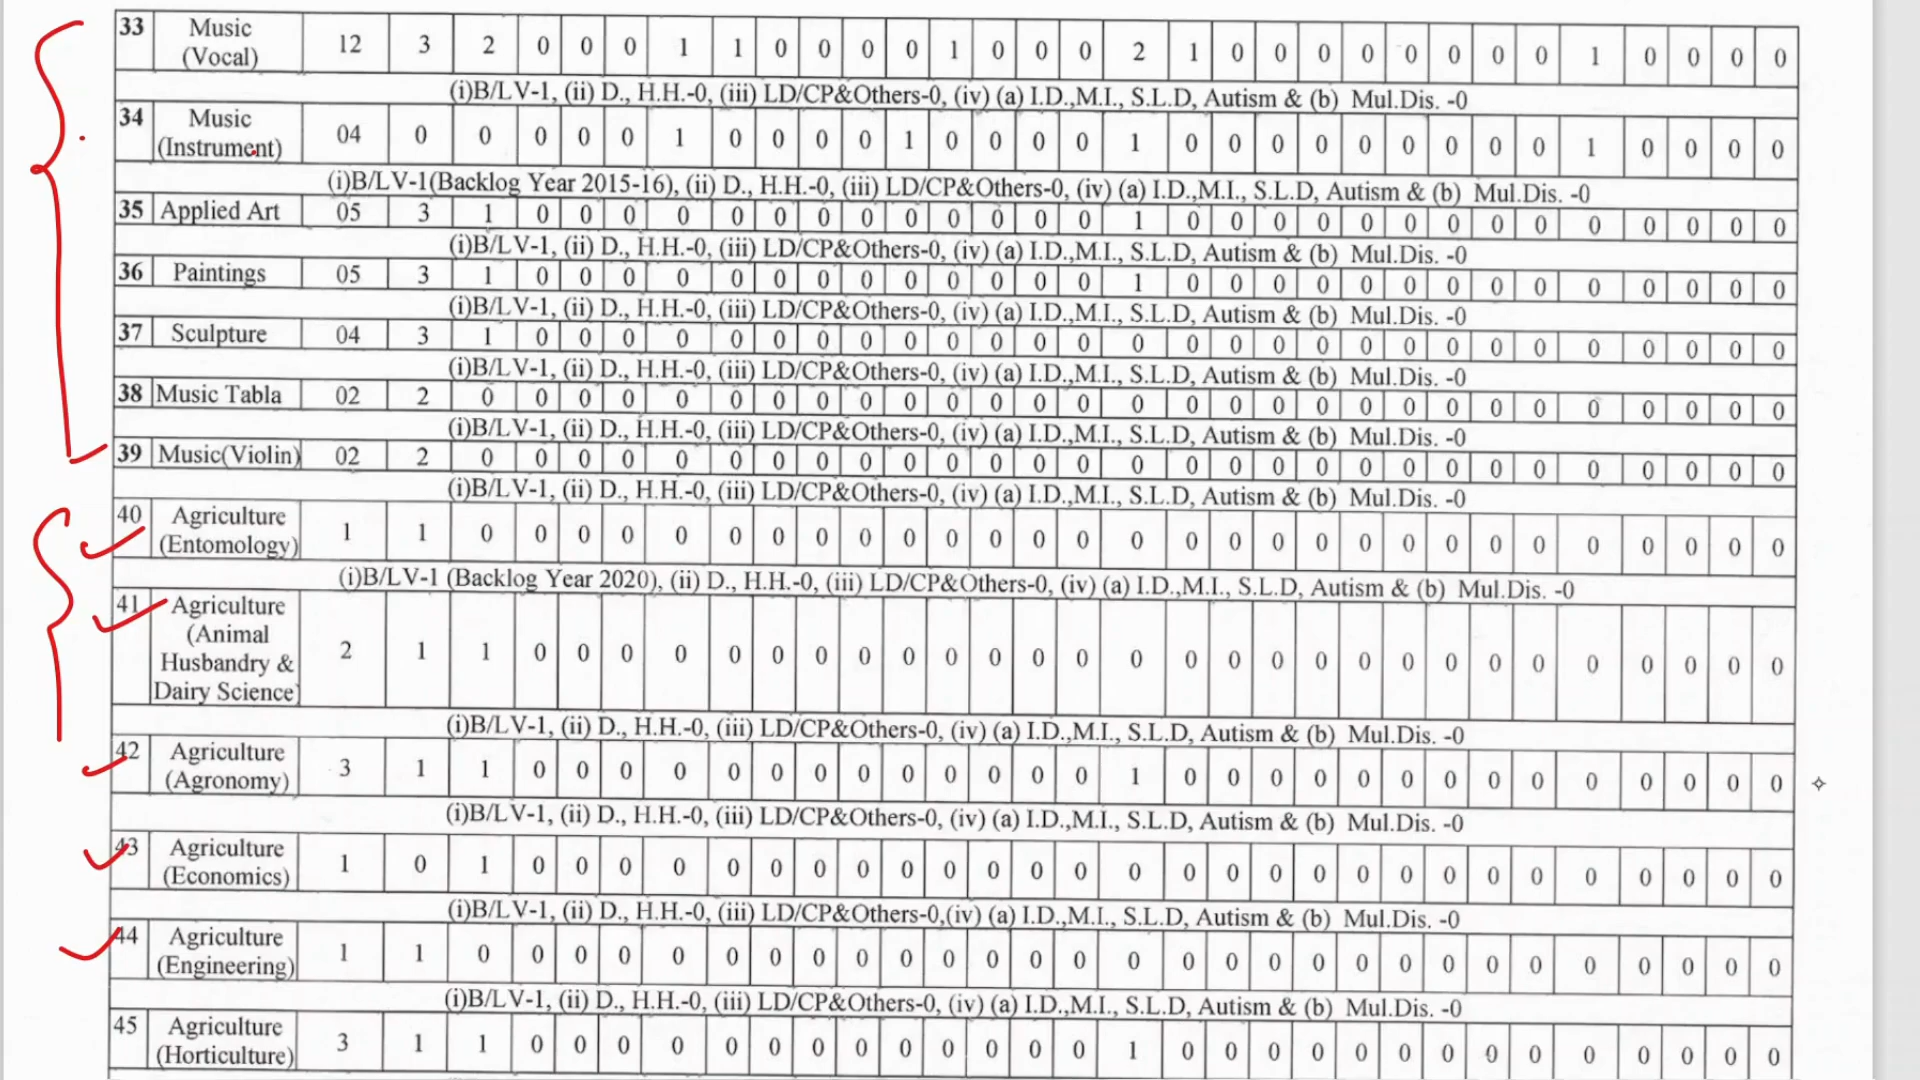 33 Music (Vocal) 12 3 2 0 0 0 1 1 0 0 0 0 1 0 0 0 2 1 0 0 0 0 0 0 0 0 1 0 0 0 0
(i)B/LV-1, (ii) D., H.H.-0, (iii) LD/CP&Others-0, (iv) (a) I.D.,M.I., S.L.D, Autism & (b) Mul.Dis. -0
34 Music (Instrument) 04 0 0 0 0 0 1 0 0 0 0 1 0 0 0 0 1 0 0 0 0 0 0 0 0 0 1 0 0 0 0
(i)B/LV-1(Backlog Year 2015-16), (ii) D., H.H.-0, (iii) LD/CP&Others-0, (iv) (a) I.D.,M.I., S.L.D, Autism & (b) Mul.Dis. -0
35 Applied Art 05 3 1 0 0 0 0 0 0 0 0 0 0 0 0 0 1 0 0 0 0 0 0 0 0 0 0 0 0 0 0
(i)B/LV-1, (ii) D., H.H.-0, (iii) LD/CP&Others-0, (iv) (a) I.D.,M.I., S.L.D, Autism & (b) Mul.Dis. -0
36 Paintings 05 3 1 0 0 0 0 0 0 0 0 0 0 0 0 0 1 0 0 0 0 0 0 0 0 0 0 0 0 0 0
(i)B/LV-1, (ii) D., H.H.-0, (iii) LD/CP&Others-0, (iv) (a) I.D.,M.I., S.L.D, Autism & (b) Mul.Dis. -0
37 Sculpture 04 3 1 0 0 0 0 0 0 0 0 0 0 0 0 0 0 0 0 0 0 0 0 0 0 0 0 0 0 0 0
(i)B/LV-1, (ii) D., H.H.-0, (iii) LD/CP&Others-0, (iv) (a) I.D.,M.I., S.L.D, Autism & (b) Mul.Dis. -0
38 Music Tabla 02 2 0 0 0 0 0 0 0 0 0 0 0 0 0 0 0 0 0 0 0 0 0 0 0 0 0 0 0 0 0
(i)B/LV-1, (ii) D., H.H.-0, (iii) LD/CP&Others-0, (iv) (a) I.D.,M.I., S.L.D, Autism & (b) Mul.Dis. -0
39 Music(Violin) 02 2 0 0 0 0 0 0 0 0 0 0 0 0 0 0 0 0 0 0 0 0 0 0 0 0 0 0 0 0 0
(i)B/LV-1, (ii) D., H.H.-0, (iii) LD/CP&Others-0, (iv) (a) I.D.,M.I., S.L.D, Autism & (b) Mul.Dis. -0
40 Agriculture (Entomology) 1 1 0 0 0 0 0 0 0 0 0 0 0 0 0 0 0 0 0 0 0 0 0 0 0 0 0 0 0 0 0
(i)B/LV-1 (Backlog Year 2020), (ii) D., H.H.-0, (iii) LD/CP&Others-0, (iv) (a) I.D.,M.I., S.L.D, Autism & (b) Mul.Dis. -0
41 Agriculture (Animal Husbandry & Dairy Science) 2 1 1 0 0 0 0 0 0 0 0 0 0 0 0 0 0 0 0 0 0 0 0 0 0 0 0 0 0 0 0
(i)B/LV-1, (ii) D., H.H.-0, (iii) LD/CP&Others-0, (iv) (a) I.D.,M.I., S.L.D, Autism & (b) Mul.Dis. -0
42 Agriculture (Agronomy) 3 1 1 0 0 0 0 0 0 0 0 0 0 0 0 0 1 0 0 0 0 0 0 0 0 0 0 0 0 0 0
(i)B/LV-1, (ii) D., H.H.-0, (iii) LD/CP&Others-0, (iv) (a) I.D.,M.I., S.L.D, Autism & (b) Mul.Dis. -0
43 Agriculture (Economics) 1 0 1 0 0 0 0 0 0 0 0 0 0 0 0 0 0 0 0 0 0 0 0 0 0 0 0 0 0 0 0
(i)B/LV-1, (ii) D., H.H.-0, (iii) LD/CP&Others-0,(iv) (a) I.D.,M.I., S.L.D, Autism & (b) Mul.Dis. -0
44 Agriculture (Engineering) 1 1 0 0 0 0 0 0 0 0 0 0 0 0 0 0 0 0 0 0 0 0 0 0 0 0 0 0 0 0 0
(i)B/LV-1, (ii) D., H.H.-0, (iii) LD/CP&Others-0, (iv) (a) I.D.,M.I., S.L.D, Autism & (b) Mul.Dis. -0
45 Agriculture (Horticulture) 3 1 1 0 0 0 0 0 0 0 0 0 0 0 0 0 1 0 0 0 0 0 0 0 0 0 0 0 0 0 0